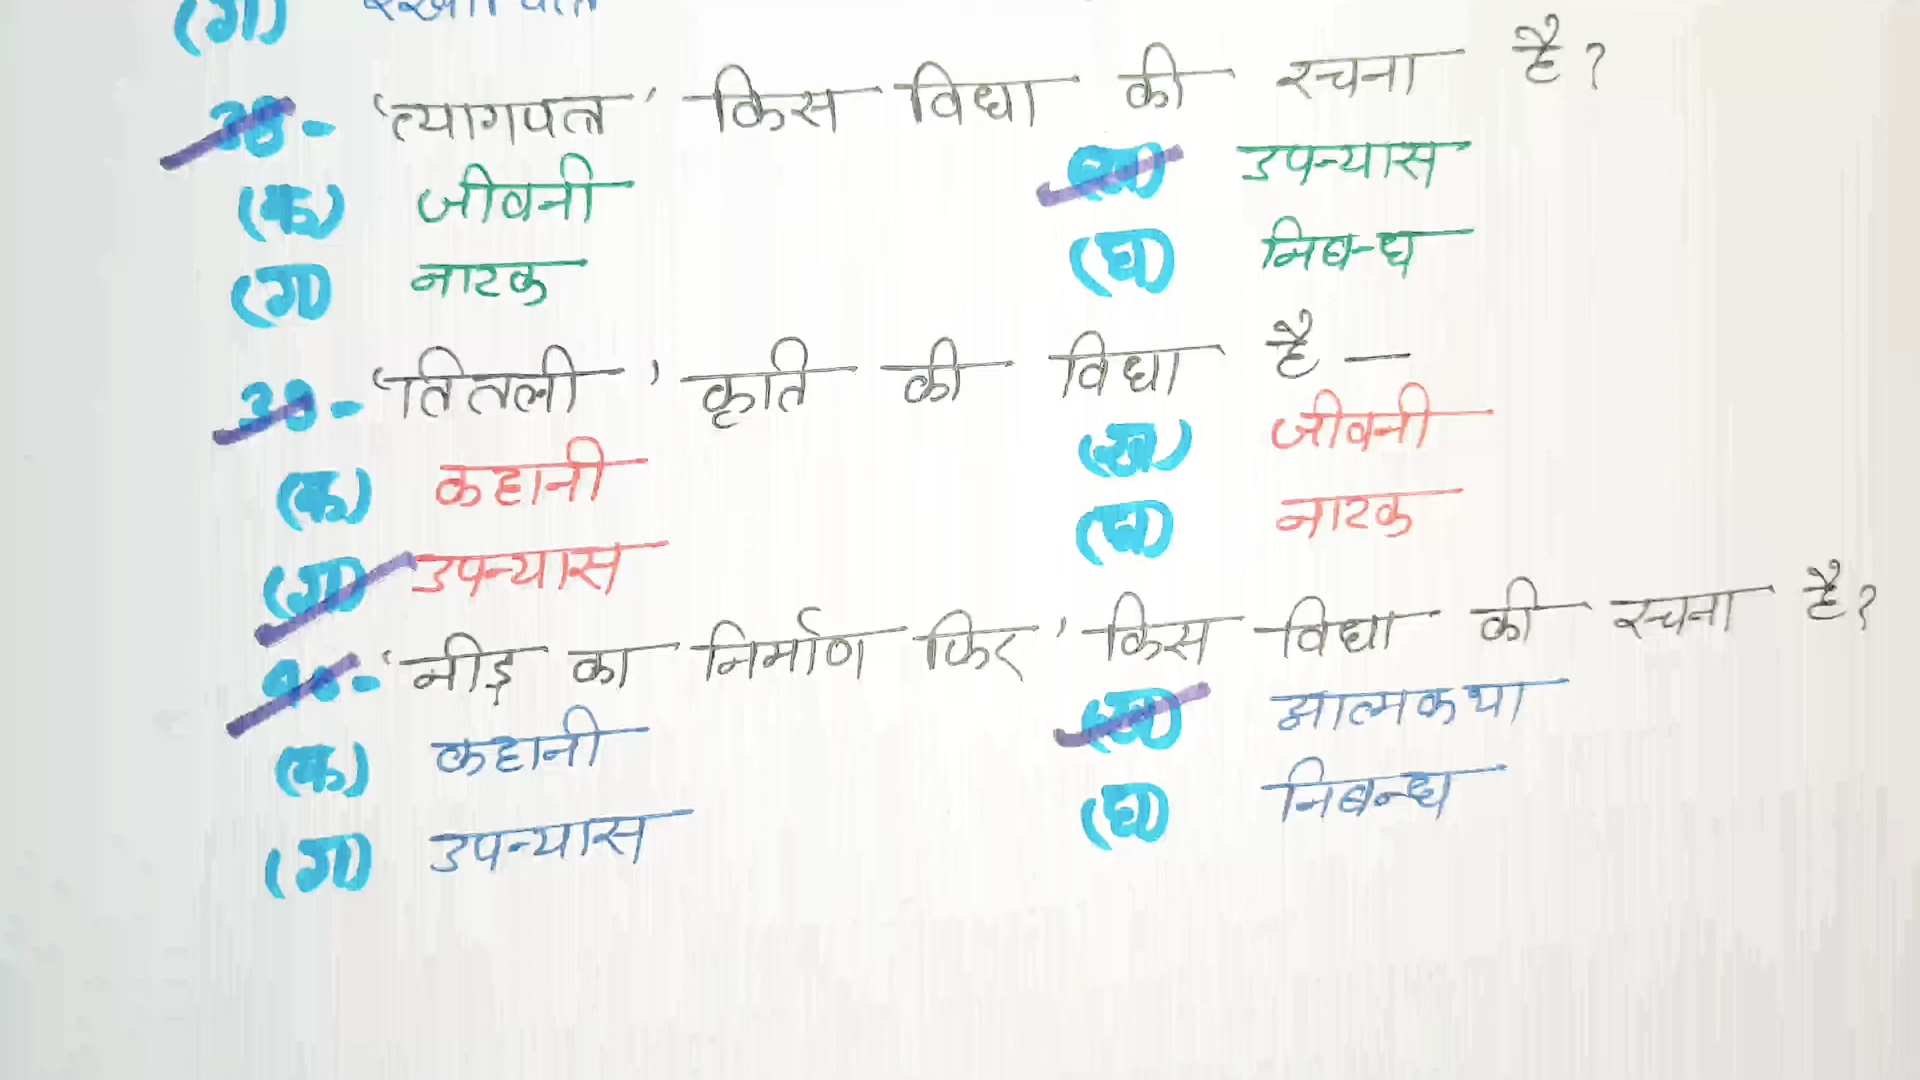 (ग)
38- 'त्यागपत्र' किस विधा की रचना है?
(क) जीवनी (ख) उपन्यास
(ग) नाटक (घ) निबन्ध
39- 'तितली' कृति की विधा है —
(क) कहानी (ख) जीवनी
(ग) उपन्यास (घ) नाटक
40- 'नीड़ का निर्माण फिर' किस विधा की रचना है?
(क) कहानी (ख) आत्मकथा
(ग) उपन्यास (घ) निबन्ध